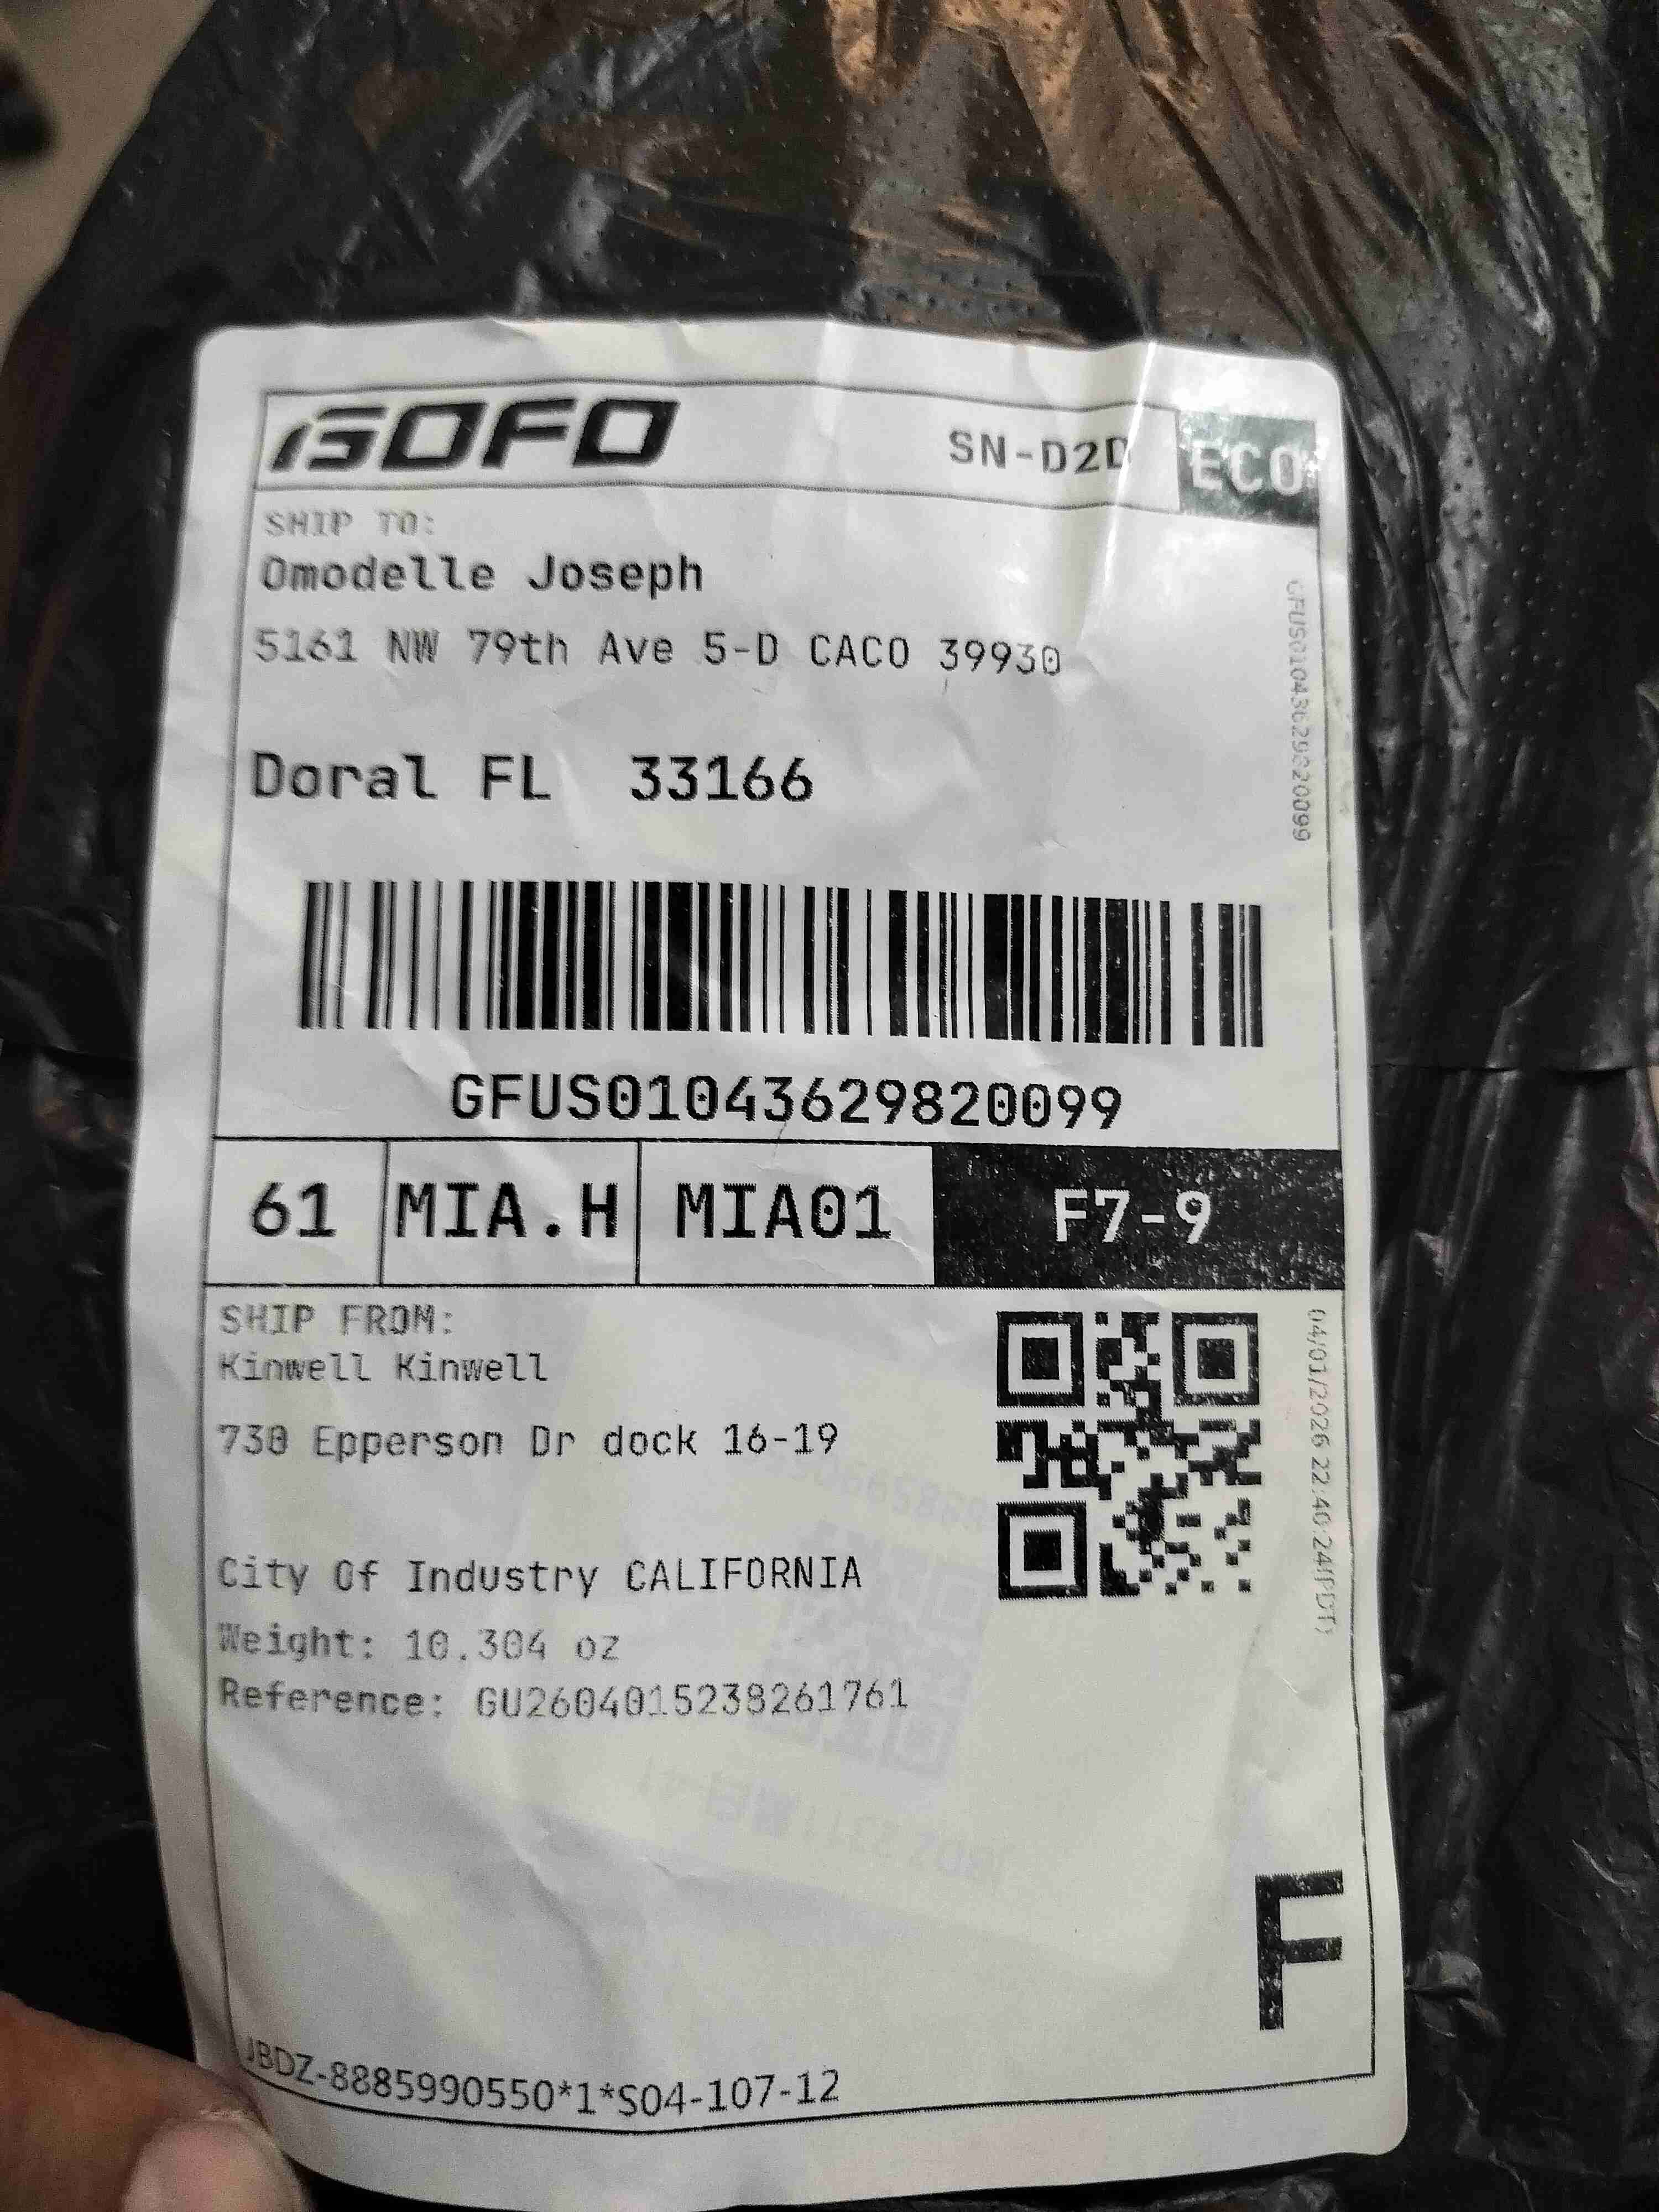 GOFO
SN-D2D
ECO+
SHIP TO:
Omodelle Joseph
5161 NW 79th Ave 5-D CACO 39930
Doral FL 33166
GFUS01043629820099
GFUS01043629820099
61
MIA.H
MIA01
F7-9
SHIP FROM:
Kinwell Kinwell
730 Epperson Dr dock 16-19
City Of Industry CALIFORNIA
Weight: 10.304 oz
Reference: GU2604015238261761
04/01/2026 22:40:24(PDT)
F
JBDZ-8885990550*1*S04-107-12